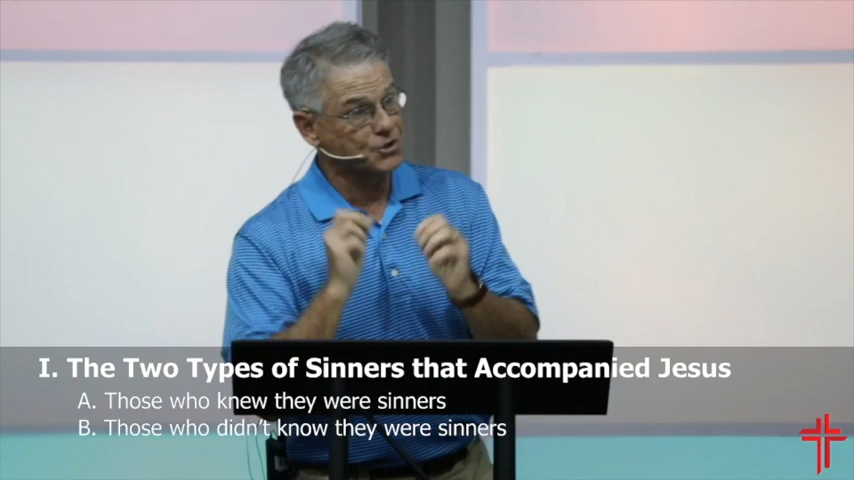 I. The Two Types of Sinners that Accompanied Jesus
A. Those who knew they were sinners
B. Those who didn't know they were sinners